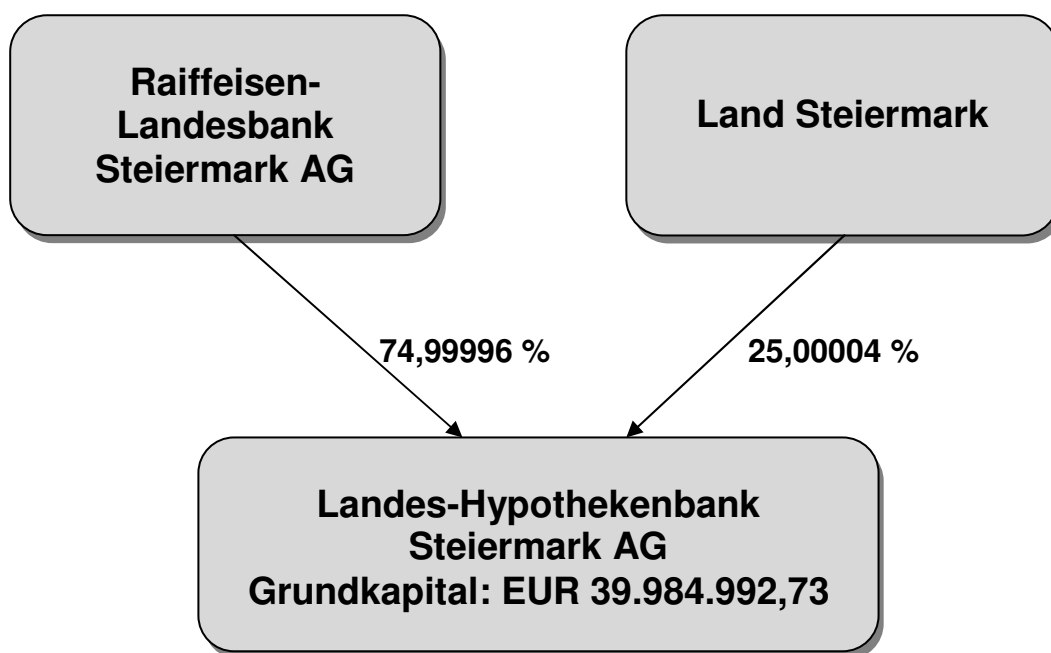 Raiffeisen-
Landesbank
Steiermark AG
Land Steiermark
74,99996 %
25,00004 %
Landes-Hypothekenbank
Steiermark AG
Grundkapital: EUR 39.984.992,73